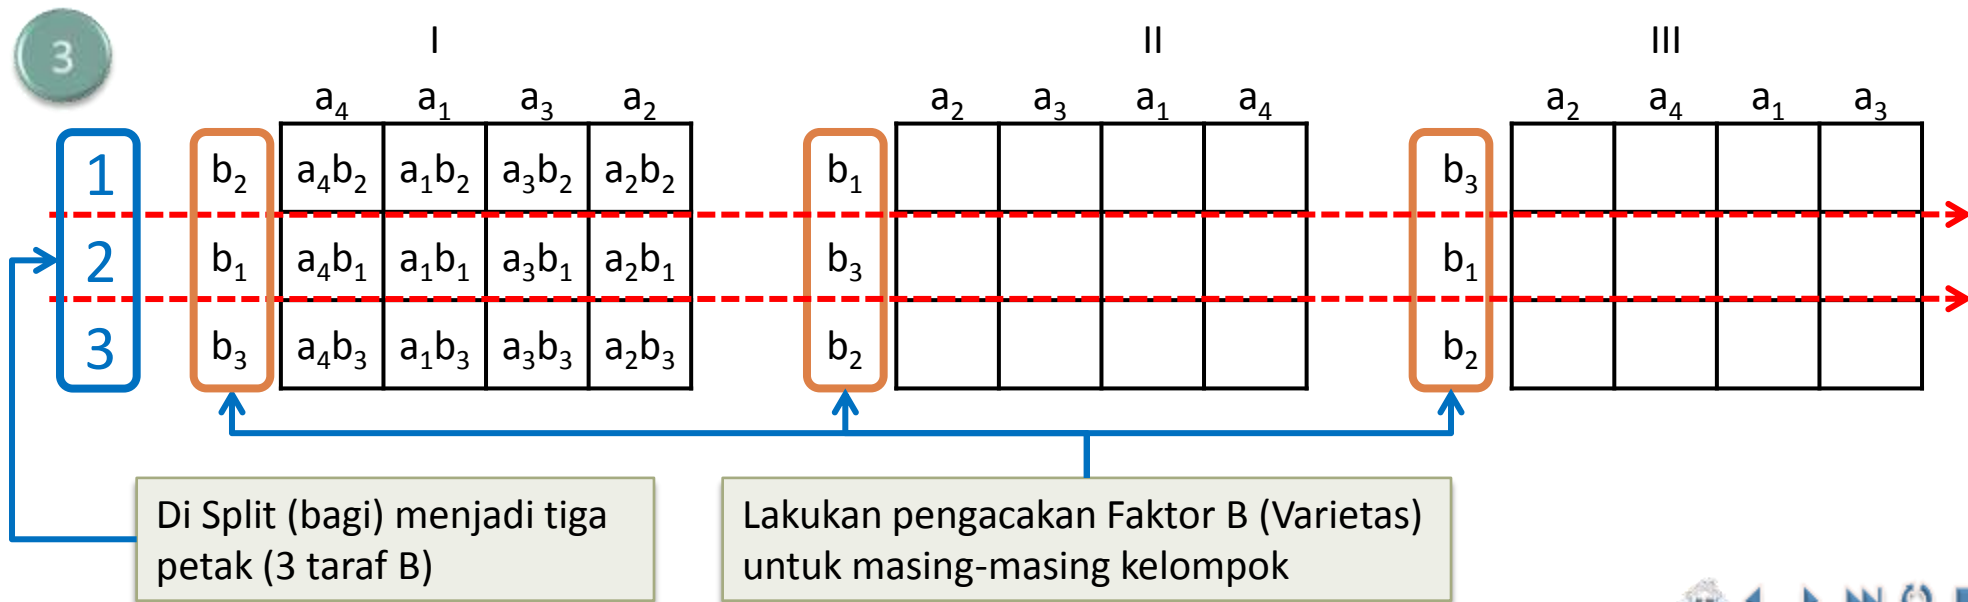 3
I II III
a₄ a₁ a₃ a₂ a₂ a₃ a₁ a₄ a₂ a₄ a₁ a₃
1 b₂ a₄b₂ a₁b₂ a₃b₂ a₂b₂ b₁ b₃
2 b₁ a₄b₁ a₁b₁ a₃b₁ a₂b₁ b₃ b₁
3 b₃ a₄b₃ a₁b₃ a₃b₃ a₂b₃ b₂ b₂
Di Split (bagi) menjadi tiga
petak (3 taraf B)
Lakukan pengacakan Faktor B (Varietas)
untuk masing-masing kelompok